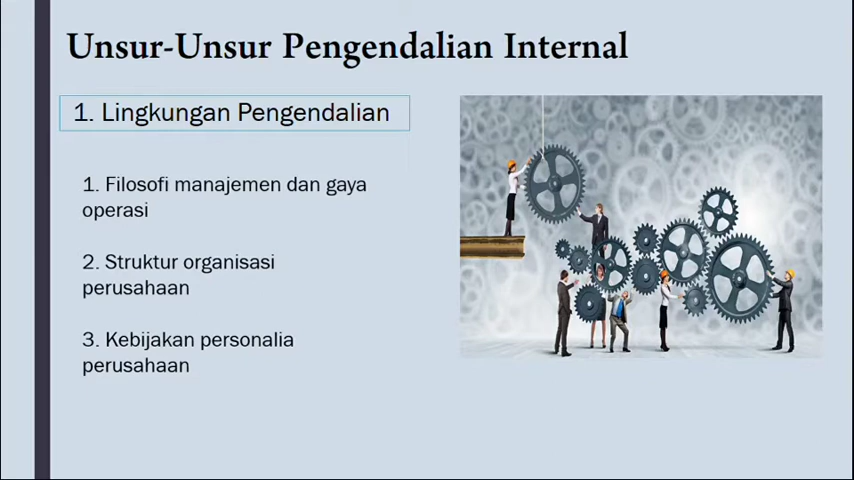 Unsur-Unsur Pengendalian Internal
1. Lingkungan Pengendalian
1. Filosofi manajemen dan gaya
operasi
2. Struktur organisasi
perusahaan
3. Kebijakan personalia
perusahaan